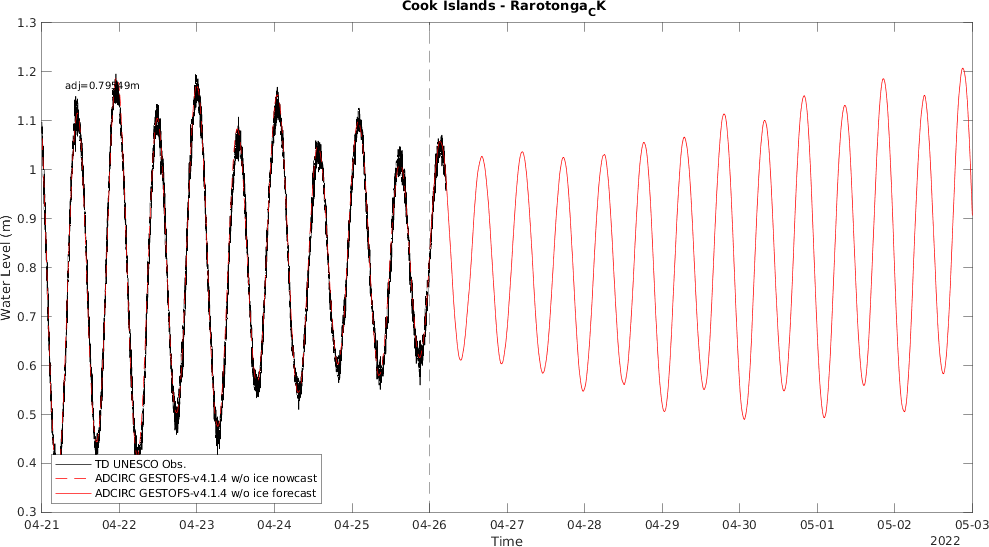 Cook Islands - Rarotonga_CK
1.3
1.2
1.1
1
0.9
0.8
0.7
0.6
0.5
0.4
0.3
Water Level (m)
adj=0.79549m
TD UNESCO Obs.
ADCIRC GESTOFS-v4.1.4 w/o ice nowcast
ADCIRC GESTOFS-v4.1.4 w/o ice forecast
04-21 04-22 04-23 04-24 04-25 04-26 04-27 04-28 04-29 04-30 05-01 05-02 05-03
Time
2022